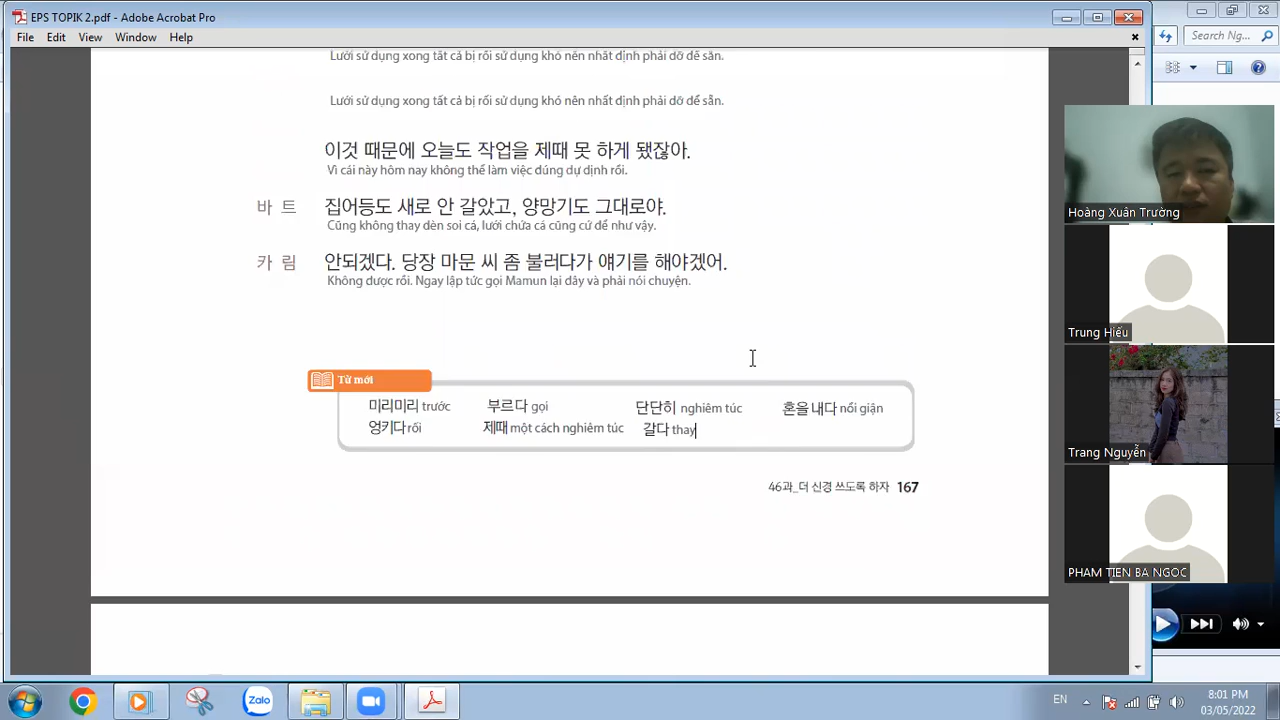 EPS TOPIK 2.pdf - Adobe Acrobat Pro
File Edit View Window Help
Search Ng...
Lưới sử dụng xong tất cả bị rối sử dụng khó nên nhất định phải dỡ để sẵn.
Lưới sử dụng xong tất cả bị rối sử dụng khó nên nhất định phải dỡ để sẵn.
이것 때문에 오늘도 작업을 제때 못 하게 됐잖아.
Vì cái này hôm nay không thể làm việc đúng dự định rồi.
바 트 집어등도 새로 안 갈았고, 양망기도 그대로야.
Cũng không thay đèn soi cá, lưới chứa cá cũng cứ để như vậy.
카 림 안되겠다. 당장 마문 씨 좀 불러다가 얘기를 해야겠어.
Không được rồi. Ngay lập tức gọi Mamun lại đây và phải nói chuyện.
Từ mới
미리미리 trước 부르다 gọi 단단히 nghiêm túc 혼을 내다 nổi giận
엉키다 rối 제때 một cách nghiêm túc 갈다 thay
46과_더 신경 쓰도록 하자 167
Hoàng Xuân Trường
Trung Hiếu
Trang Nguyễn
PHAM TIEN BA NGOC
Zalo
EN
8:01 PM
03/05/2022